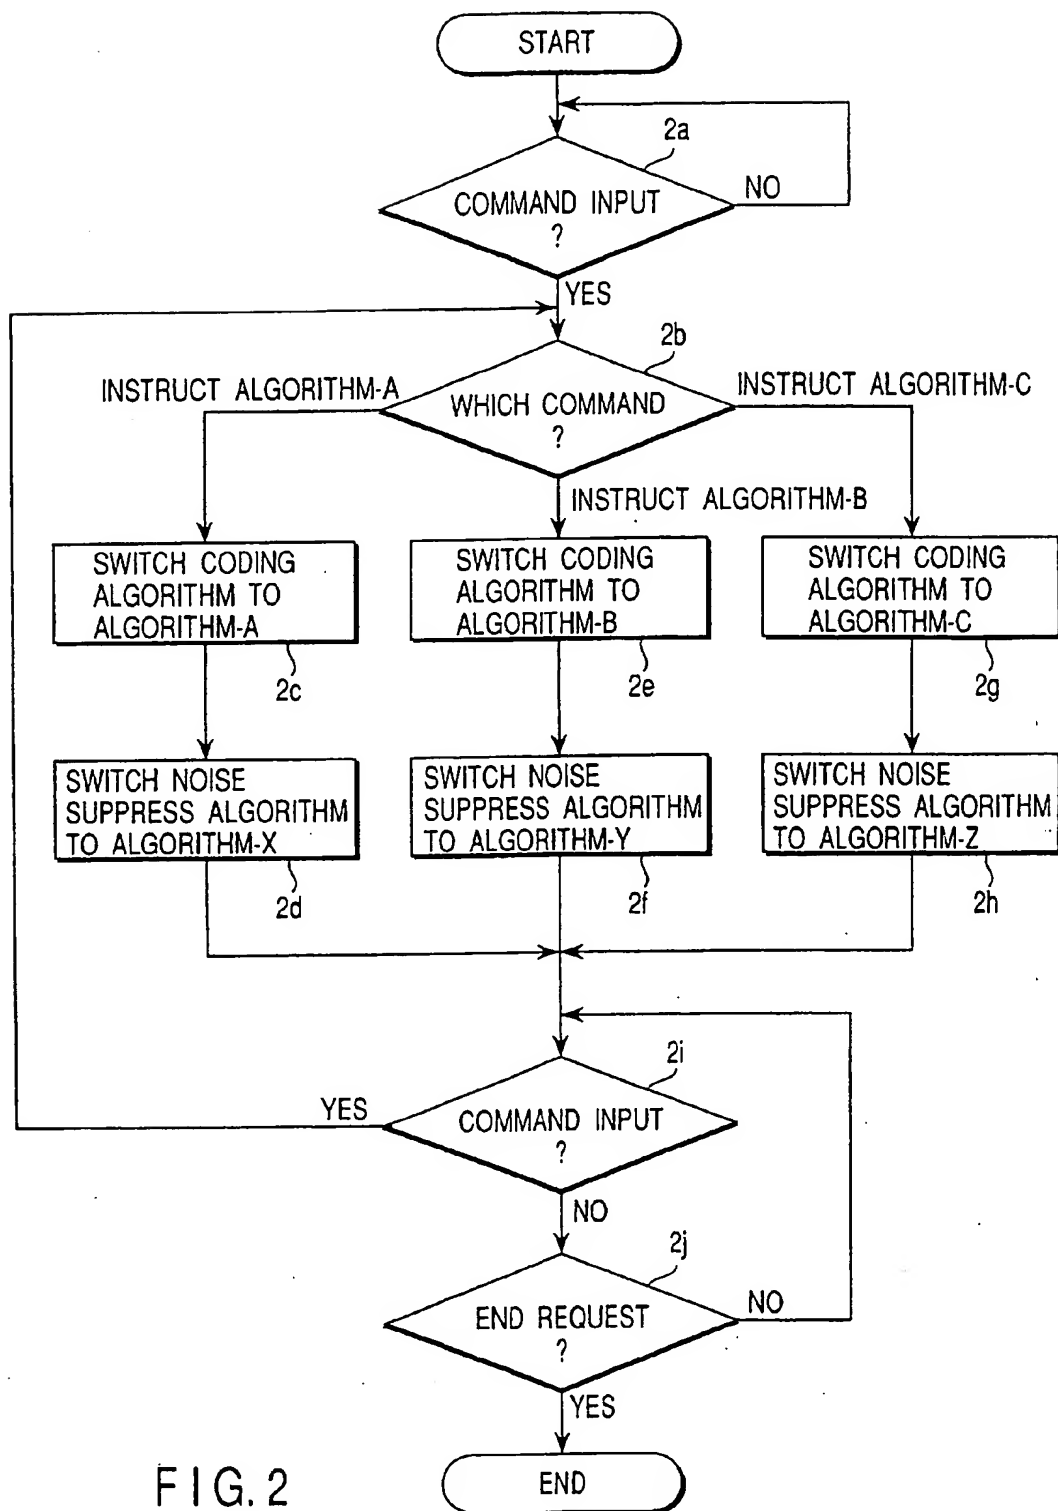 START
2a
COMMAND INPUT
?
NO
YES
2b
INSTRUCT ALGORITHM-A
WHICH COMMAND
?
INSTRUCT ALGORITHM-C
INSTRUCT ALGORITHM-B
SWITCH CODING
ALGORITHM TO
ALGORITHM-A
2c
SWITCH CODING
ALGORITHM TO
ALGORITHM-B
2e
SWITCH CODING
ALGORITHM TO
ALGORITHM-C
2g
SWITCH NOISE
SUPPRESS ALGORITHM
TO ALGORITHM-X
2d
SWITCH NOISE
SUPPRESS ALGORITHM
TO ALGORITHM-Y
2f
SWITCH NOISE
SUPPRESS ALGORITHM
TO ALGORITHM-Z
2h
2i
YES
COMMAND INPUT
?
NO
2j
END REQUEST
?
NO
YES
END
FIG. 2